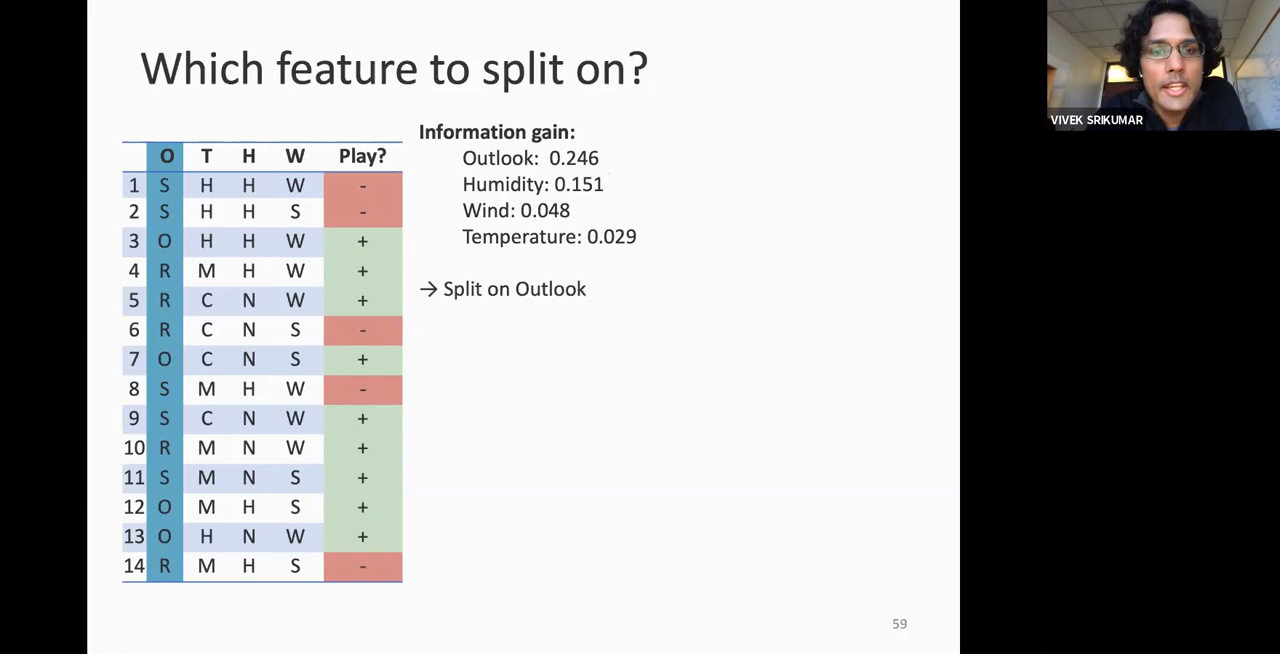 Which feature to split on?
VIVEK SRIKUMAR
Information gain:
Outlook: 0.246
Humidity: 0.151
Wind: 0.048
Temperature: 0.029
→ Split on Outlook
O T H W Play?
1 S H H W -
2 S H H S -
3 O H H W +
4 R M H W +
5 R C N W +
6 R C N S -
7 O C N S +
8 S M H W -
9 S C N W +
10 R M N W +
11 S M N S +
12 O M H S +
13 O H N W +
14 R M H S -
59